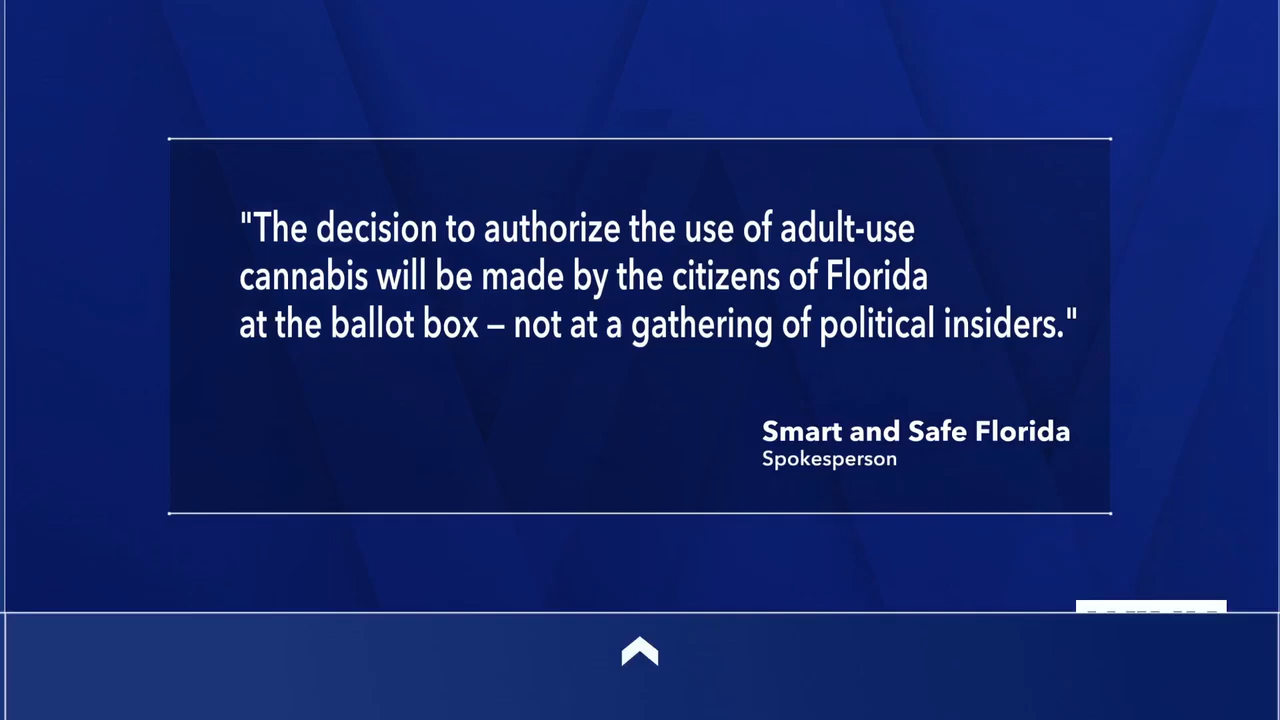 "The decision to authorize the use of adult-use
cannabis will be made by the citizens of Florida
at the ballot box – not at a gathering of political insiders."
Smart and Safe Florida
Spokesperson